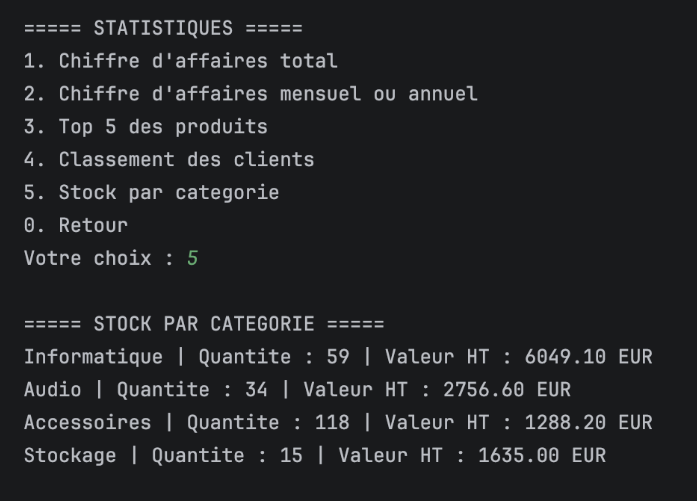 ===== STATISTIQUES =====
1. Chiffre d'affaires total
2. Chiffre d'affaires mensuel ou annuel
3. Top 5 des produits
4. Classement des clients
5. Stock par categorie
0. Retour
Votre choix : 5
===== STOCK PAR CATEGORIE =====
Informatique | Quantite : 59 | Valeur HT : 6049.10 EUR
Audio | Quantite : 34 | Valeur HT : 2756.60 EUR
Accessoires | Quantite : 118 | Valeur HT : 1288.20 EUR
Stockage | Quantite : 15 | Valeur HT : 1635.00 EUR